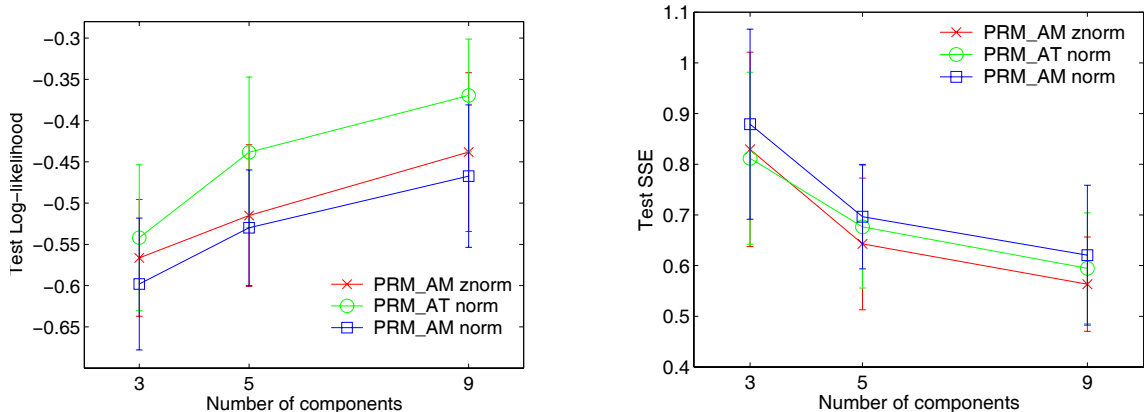 −0.3
−0.35
−0.4
−0.45
−0.5
−0.55
−0.6
−0.65
Test Log−likelihood
PRM_AM znorm
PRM_AT norm
PRM_AM norm
3
5
9
Number of components
1.1
1
0.9
0.8
0.7
0.6
0.5
0.4
Test SSE
PRM_AM znorm
PRM_AT norm
PRM_AM norm
3
5
9
Number of components